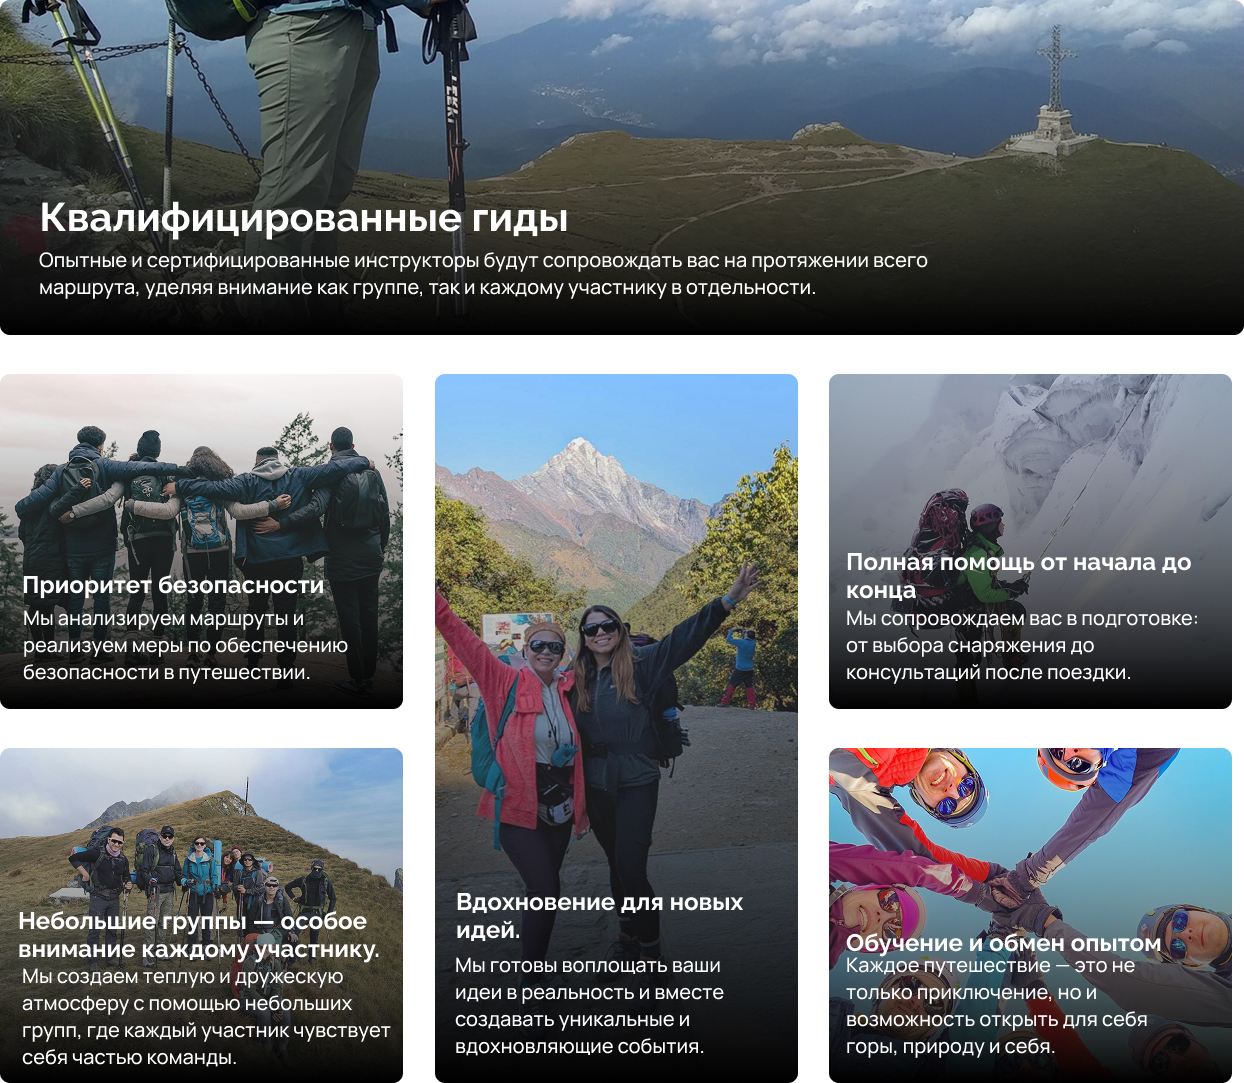 LEKI
Квалифицированные гиды
Опытные и сертифицированные инструкторы будут сопровождать вас на протяжении всего
маршрута, уделяя внимание как группе, так и каждому участнику в отдельности.
Приоритет безопасности
Мы анализируем маршруты и
реализуем меры по обеспечению
безопасности в путешествии.
Вдохновение для новых
идей.
Мы готовы воплощать ваши
идеи в реальность и вместе
создавать уникальные и
вдохновляющие события.
Полная помощь от начала до
конца
Мы сопровождаем вас в подготовке:
от выбора снаряжения до
консультаций после поездки.
Небольшие группы — особое
внимание каждому участнику.
Мы создаем теплую и дружескую
атмосферу с помощью небольших
групп, где каждый участник чувствует
себя частью команды.
Обучение и обмен опытом
Каждое путешествие — это не
только приключение, но и
возможность открыть для себя
горы, природу и себя.